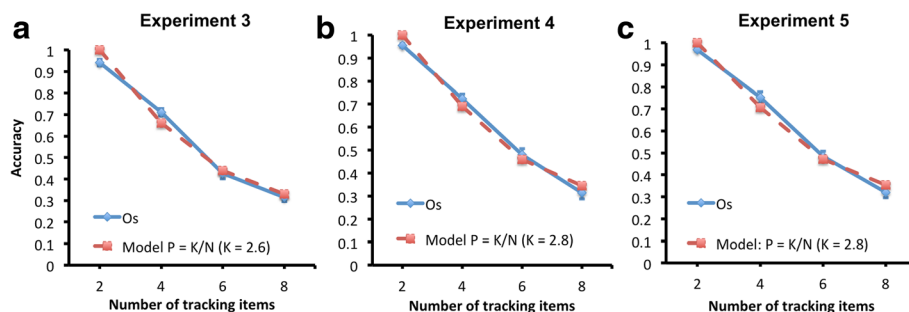 a
Experiment 3
Accuracy
1
0.9
0.8
0.7
0.6
0.5
0.4
0.3
0.2
0.1
0
Os
Model P = K/N (K = 2.6)
2 4 6 8
Number of tracking items
b
Experiment 4
1
0.9
0.8
0.7
0.6
0.5
0.4
0.3
0.2
0.1
0
Os
Model P = K/N (K = 2.8)
2 4 6 8
Number of tracking items
c
Experiment 5
1
0.9
0.8
0.7
0.6
0.5
0.4
0.3
0.2
0.1
0
Os
Model: P = K/N (K = 2.8)
2 4 6 8
Number of tracking items